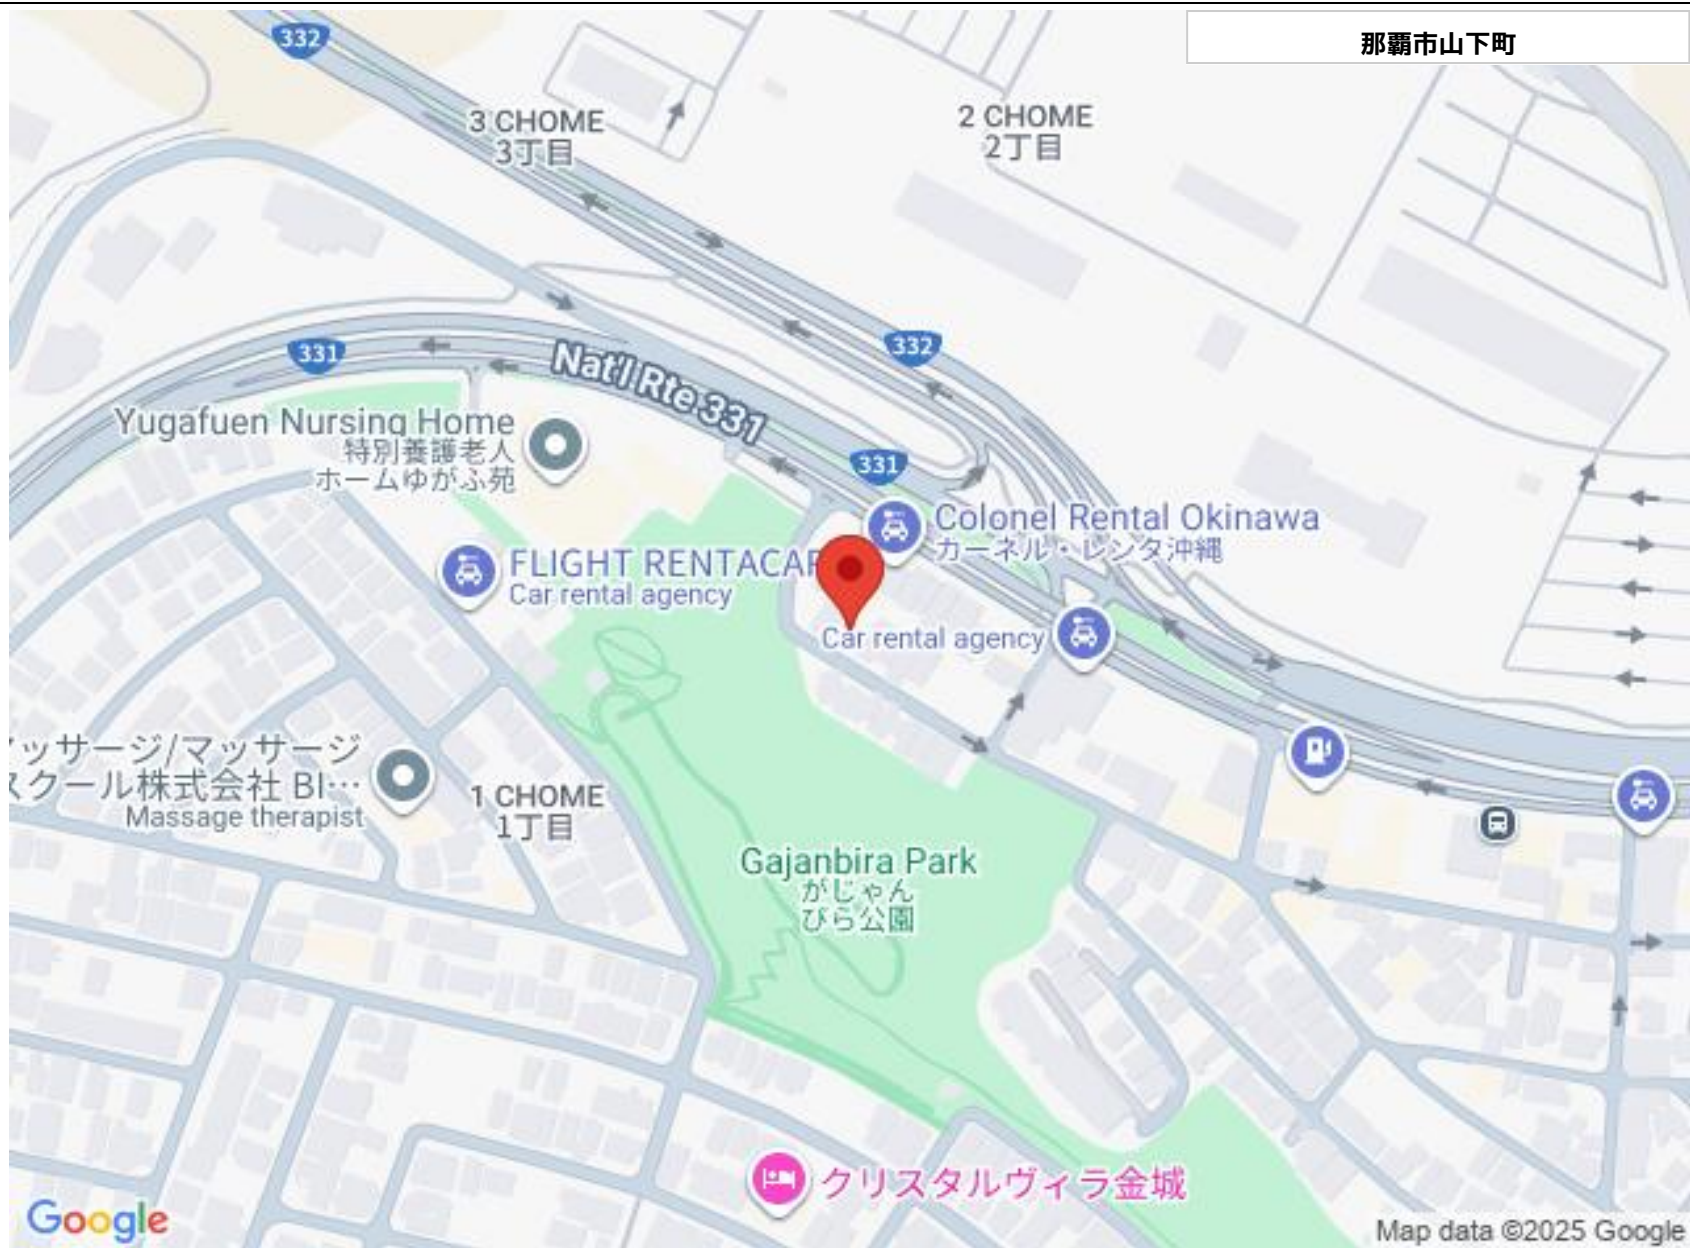 那覇市山下町
332
3 CHOME
3丁目
2 CHOME
2丁目
332
331
Nat'l Rte 331
Yugafuen Nursing Home
特別養護老人
ホームゆがふ苑
331
Colonel Rental Okinawa
カーネル・レンタ沖縄
FLIGHT RENTACAR
Car rental agency
Car rental agency
ッサージ/マッサージ
スクール株式会社 BI…
Massage therapist
1 CHOME
1丁目
Gajanbira Park
がじゃん
びら公園
クリスタルヴィラ金城
Google
Map data ©2025 Google